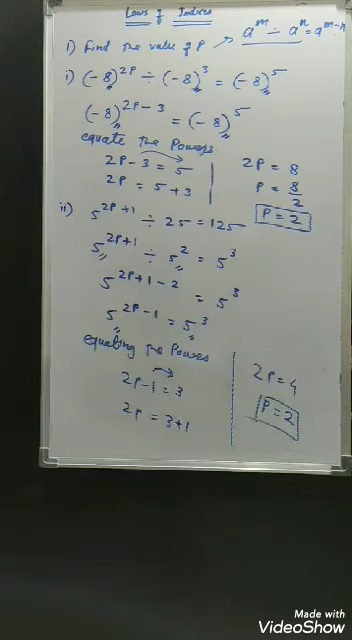 Laws of Indices
1) Find the value of P → a^m ÷ a^n = a^m-n
i) (-8)^2P ÷ (-8)^3 = (-8)^5
(-8)^2P-3 = (-8)^5
equate the Powers
2P-3 = 5
2P = 5+3
2P = 8
P = 8/2
P = 2
ii) 5^2P+1 ÷ 25 = 125
5^2P+1 ÷ 5^2 = 5^3
5^2P+1-2 = 5^3
5^2P-1 = 5^3
equating the Powers
2P-1 = 3
2P = 3+1
2P = 4
P = 2
Made with
VideoShow